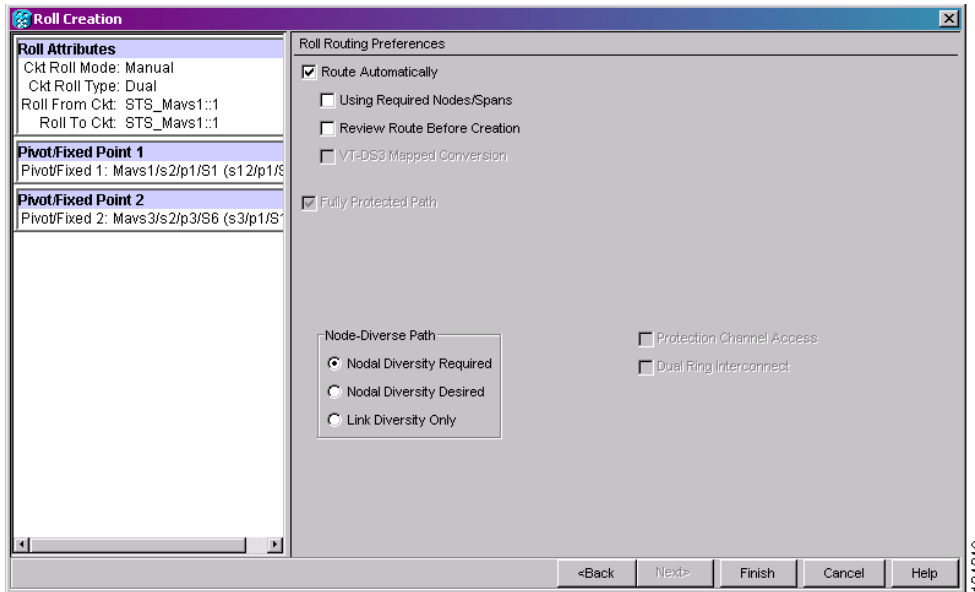 Roll Creation
Roll Attributes
Ckt Roll Mode: Manual
Ckt Roll Type: Dual
Roll From Ckt: STS_Mavs1::1
Roll To Ckt: STS_Mavs1::1
Pivot/Fixed Point 1
Pivot/Fixed 1: Mavs1/s2/p1/S1 (s12/p1/S
Pivot/Fixed Point 2
Pivot/Fixed 2: Mavs3/s2/p3/S6 (s3/p1/S1
Roll Routing Preferences
Route Automatically
Using Required Nodes/Spans
Review Route Before Creation
VT-DS3 Mapped Conversion
Fully Protected Path
Node-Diverse Path
Nodal Diversity Required
Nodal Diversity Desired
Link Diversity Only
Protection Channel Access
Dual Ring Interconnect
<Back
Next>
Finish
Cancel
Help